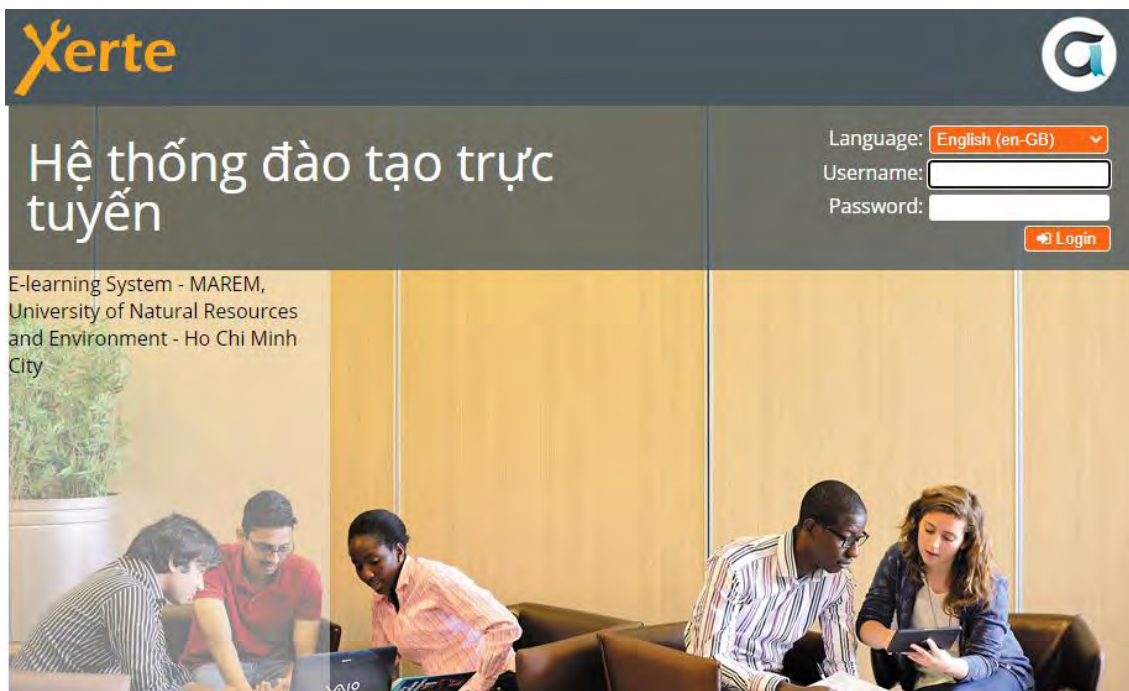 Xerte
Hệ thống đào tạo trực
tuyến
Language: English (en-GB)
Username:
Password:
Login
E-learning System - MAREM,
University of Natural Resources
and Environment - Ho Chi Minh
City
VAIO